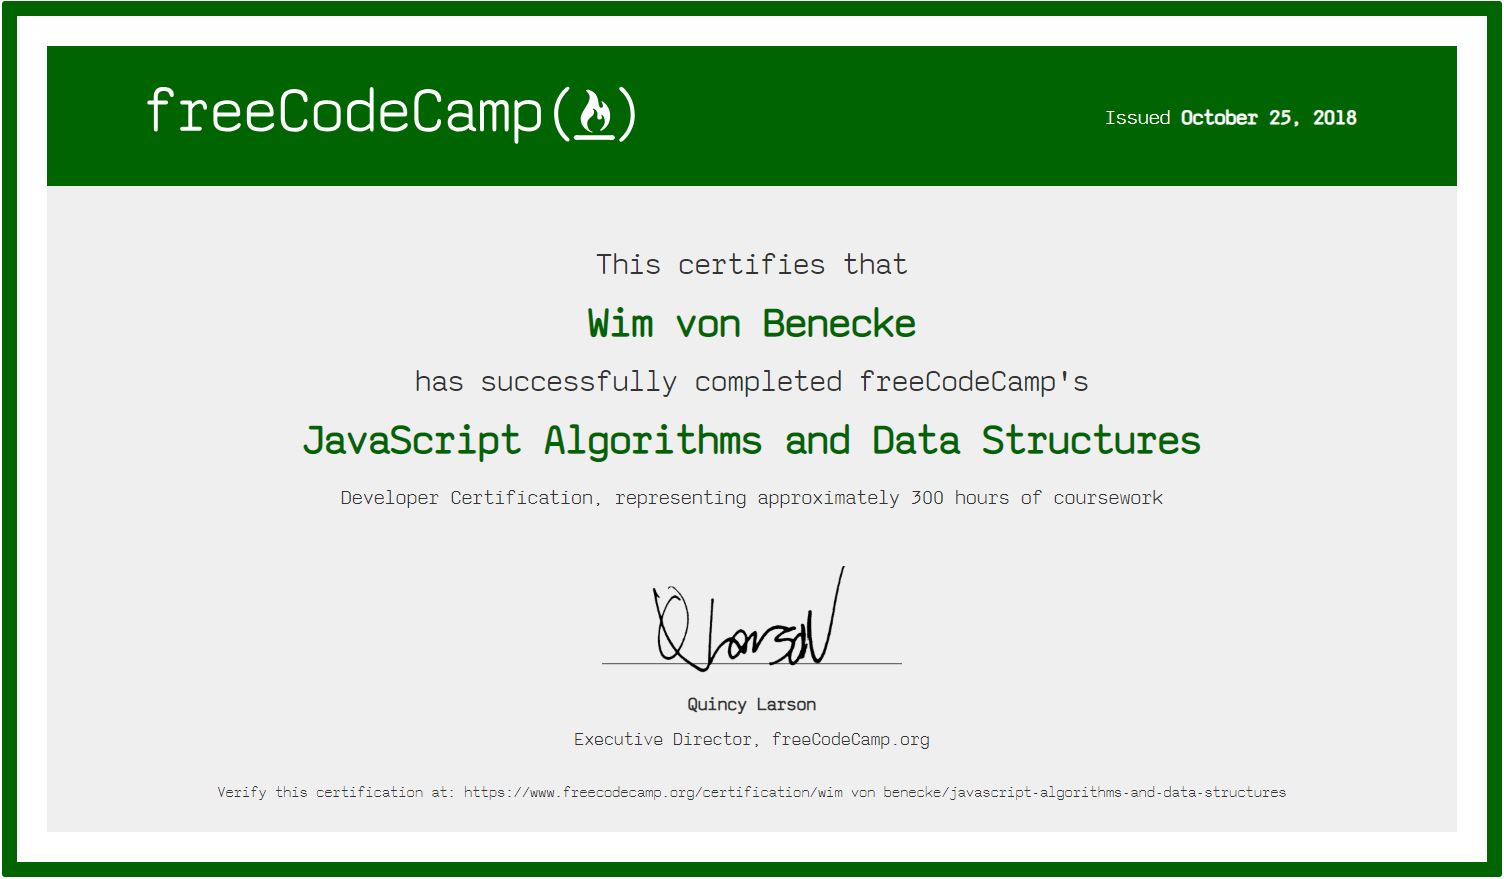 freeCodeCamp(🔥)
Issued October 25, 2018
This certifies that
Wim von Benecke
has successfully completed freeCodeCamp's
JavaScript Algorithms and Data Structures
Developer Certification, representing approximately 300 hours of coursework
Q Larson
Quincy Larson
Executive Director, freeCodeCamp.org
Verify this certification at: https://www.freecodecamp.org/certification/wim von benecke/javascript-algorithms-and-data-structures